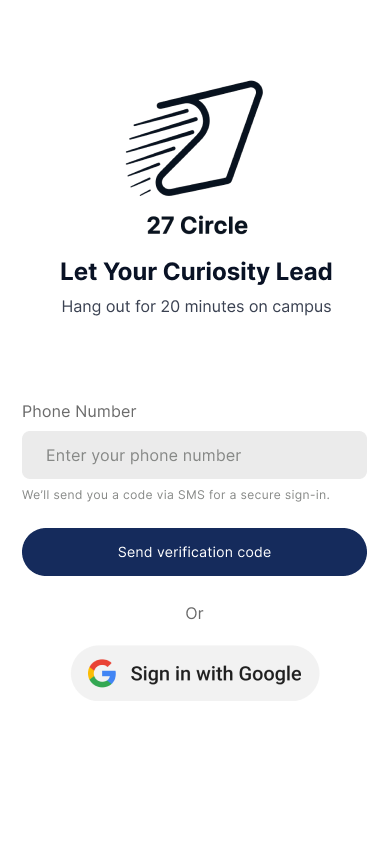 27 Circle
Let Your Curiosity Lead
Hang out for 20 minutes on campus
Phone Number
Enter your phone number
We'll send you a code via SMS for a secure sign-in.
Send verification code
Or
Sign in with Google